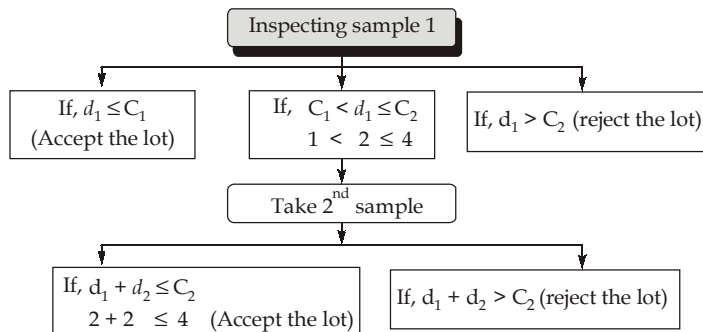 Inspecting sample 1
If, d₁ ≤ C₁
(Accept the lot)
If, C₁ < d₁ ≤ C₂
1 < 2 ≤ 4
If, d₁ > C₂ (reject the lot)
Take 2ⁿᵈ sample
If, d₁ + d₂ ≤ C₂
2 + 2 ≤ 4 (Accept the lot)
If, d₁ + d₂ > C₂ (reject the lot)